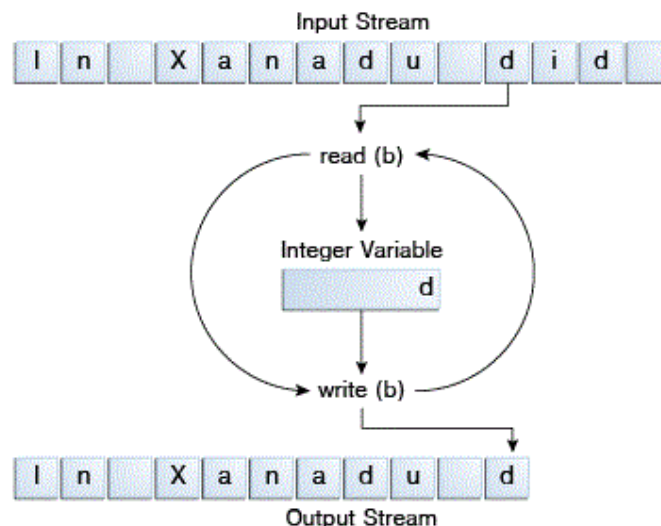 Input Stream
I n X a n a d u d i d
read (b)
Integer Variable
d
write (b)
I n X a n a d u d
Output Stream